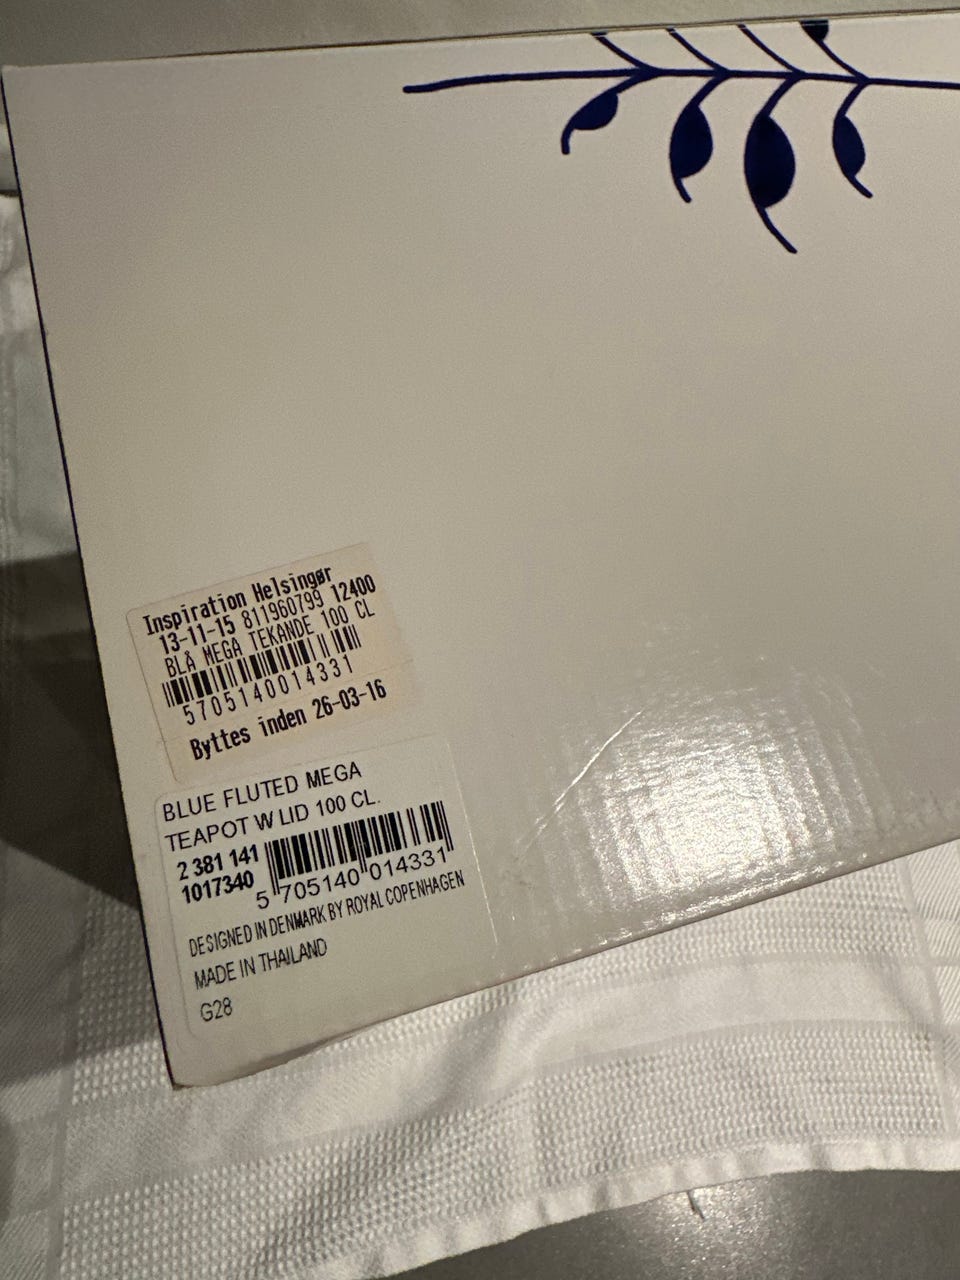 Inspiration Helsingør
13-11-15 811960799 12400
BLÅ MEGA TEKANDE 100 CL
5705140014331
Byttes inden 26-03-16
BLUE FLUTED MEGA
TEAPOT W LID 100 CL.
2 381 141
1017340
5 705140 014331
DESIGNED IN DENMARK BY ROYAL COPENHAGEN
MADE IN THAILAND
G28